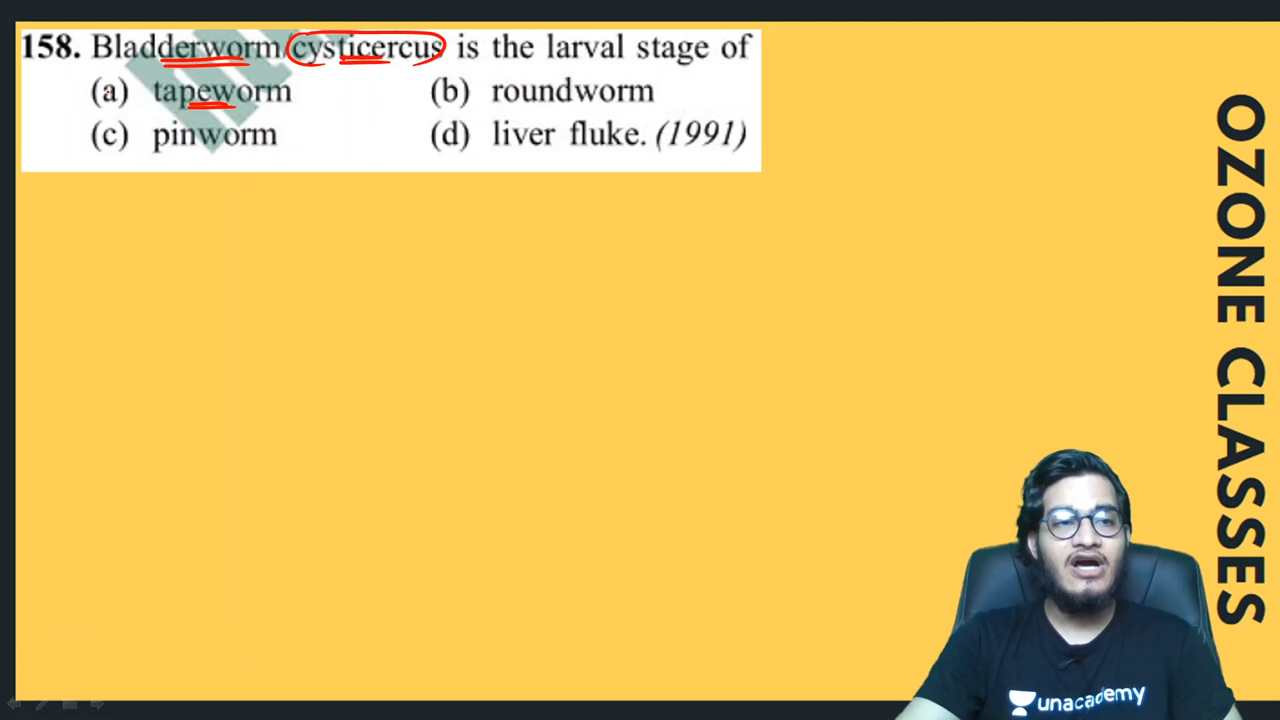 158. Bladderworm/cysticercus is the larval stage of
(a) tapeworm (b) roundworm
(c) pinworm (d) liver fluke. (1991)
OZONE CLASSES
unacademy